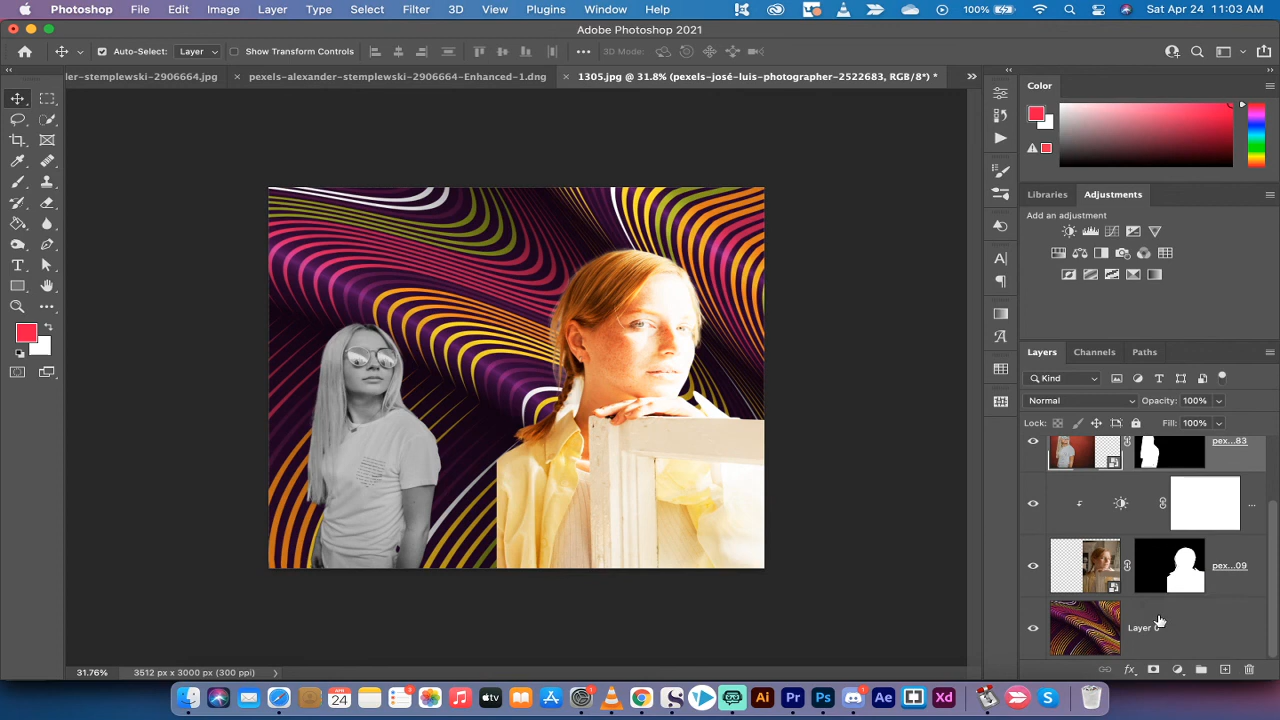 Photoshop File Edit Image Layer Type Select Filter 3D View Plugins Window Help 100% Sat Apr 24 11:03 AM
Adobe Photoshop 2021
Auto-Select: Layer Show Transform Controls 3D Mode:
ler-stemplewski-2906664.jpg pexels-alexander-stemplewski-2906664-Enhanced-1.dng 1305.jpg @ 31.8% (pexels-josé-luis-photographer-2522683, RGB/8*) *
Color
Libraries Adjustments
Add an adjustment
Layers Channels Paths
Kind
Normal Opacity: 100%
Lock: Fill: 100%
pex...83
...
pex...09
Layer 0
31.76% 3512 px x 3000 px (300 ppi)